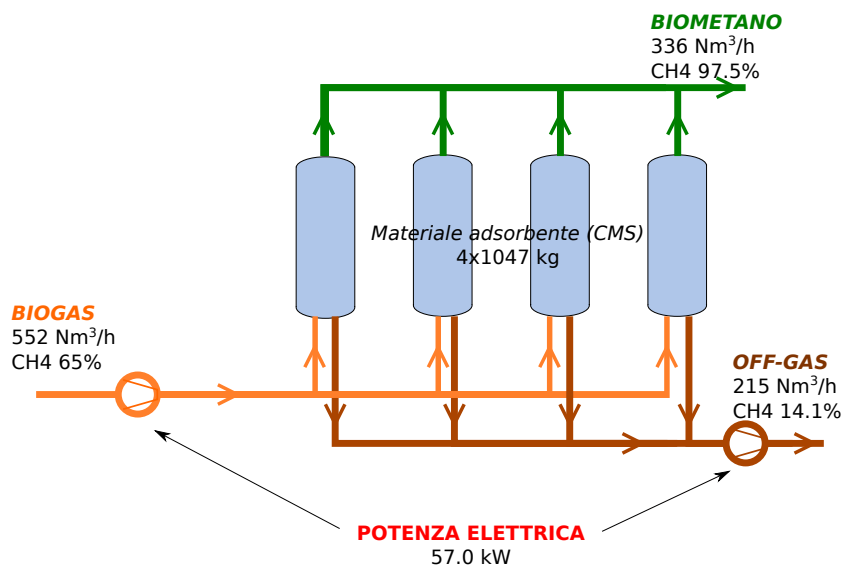 BIOMETANO
336 Nm³/h
CH4 97.5%
Materiale adsorbente (CMS)
4x1047 kg
BIOGAS
552 Nm³/h
CH4 65%
OFF-GAS
215 Nm³/h
CH4 14.1%
POTENZA ELETTRICA
57.0 kW